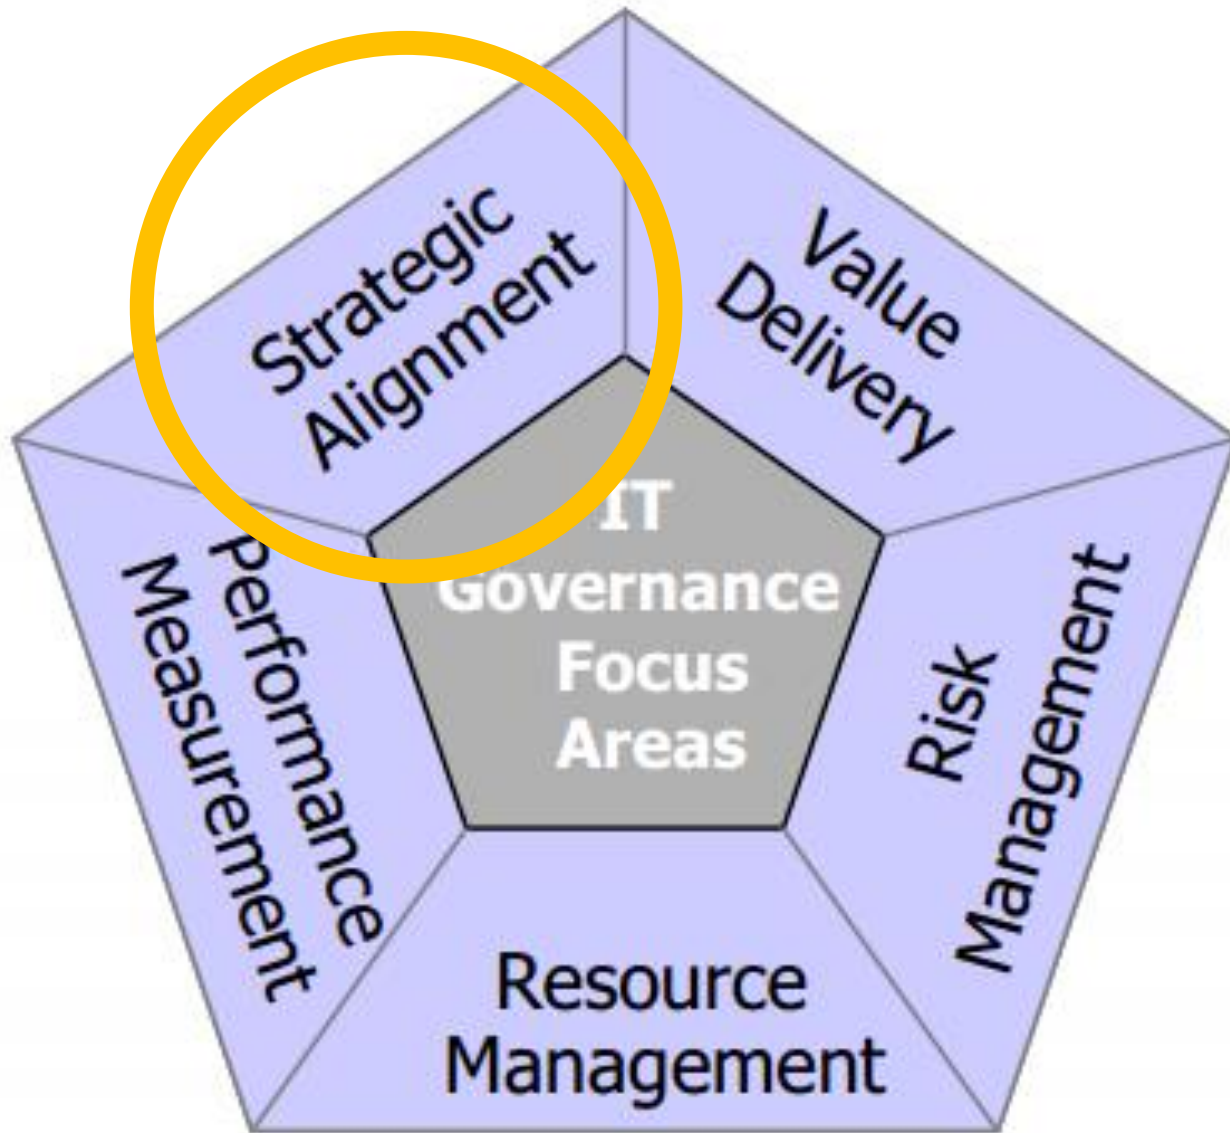 Strategic
Alignment
Value
Delivery
IT
Governance
Focus
Areas
Performance
Measurement
Risk
Management
Resource
Management